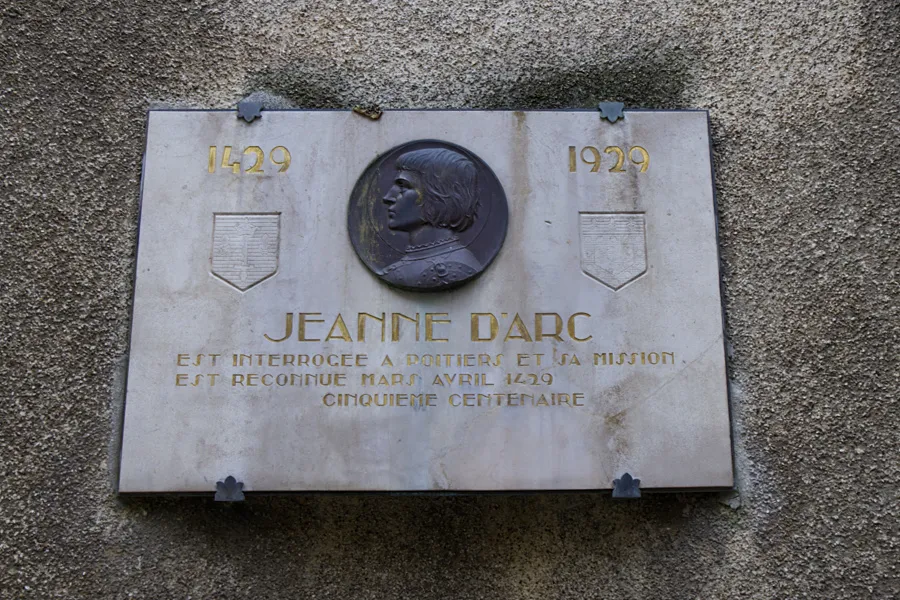 1429 1929
JEANNE D'ARC
EST INTERROGEE A POITIERS ET SA MISSION
EST RECONNUE MARS AVRIL 1429
CINQUIEME CENTENAIRE